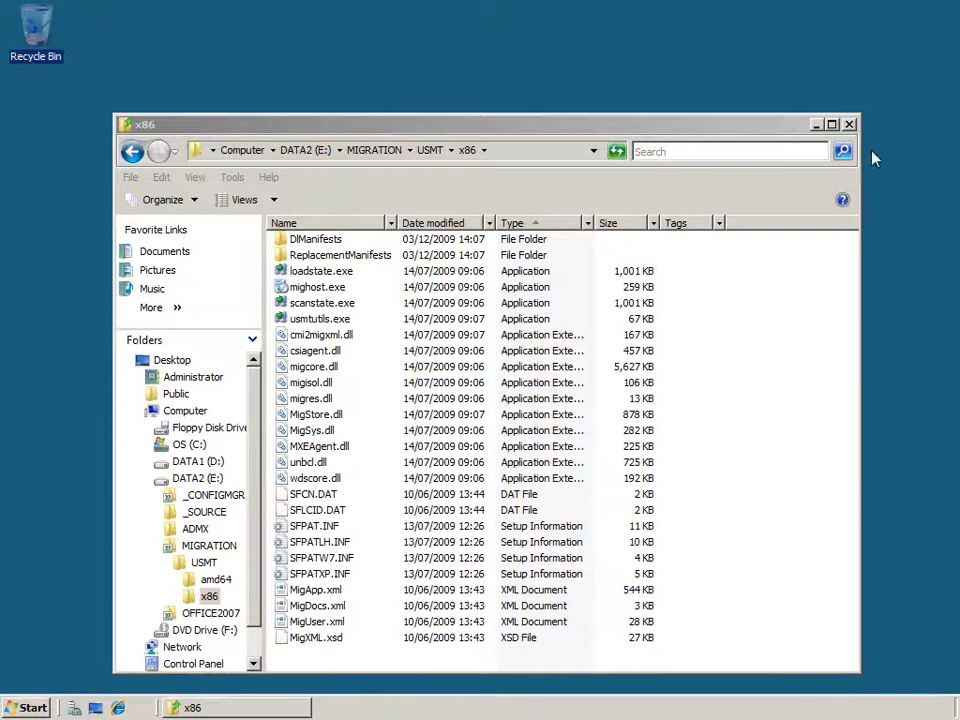 Recycle Bin
x86
Computer DATA2 (E:) MIGRATION USMT x86 Search
File Edit View Tools Help
Organize Views
Favorite Links
Documents
Pictures
Music
More
Folders
Desktop
Administrator
Public
Computer
Floppy Disk Drive
OS (C:)
DATA1 (D:)
DATA2 (E:)
_CONFIGMGR
_SOURCE
ADMX
MIGRATION
USMT
amd64
x86
OFFICE2007
DVD Drive (F:)
Network
Control Panel
Name Date modified Type Size Tags
DlManifests 03/12/2009 14:07 File Folder
ReplacementManifests 03/12/2009 14:07 File Folder
loadstate.exe 14/07/2009 09:06 Application 1,001 KB
mighost.exe 14/07/2009 09:06 Application 259 KB
scanstate.exe 14/07/2009 09:06 Application 1,001 KB
usmtutils.exe 14/07/2009 09:06 Application 67 KB
cmi2migxml.dll 14/07/2009 09:07 Application Exte... 167 KB
csiagent.dll 14/07/2009 09:06 Application Exte... 457 KB
migcore.dll 14/07/2009 09:06 Application Exte... 5,627 KB
migisol.dll 14/07/2009 09:06 Application Exte... 106 KB
migres.dll 14/07/2009 09:06 Application Exte... 13 KB
MigStore.dll 14/07/2009 09:07 Application Exte... 878 KB
MigSys.dll 14/07/2009 09:06 Application Exte... 282 KB
MXEAgent.dll 14/07/2009 09:06 Application Exte... 225 KB
unbcl.dll 14/07/2009 09:06 Application Exte... 725 KB
wdscore.dll 14/07/2009 09:06 Application Exte... 192 KB
SFCN.DAT 10/06/2009 13:44 DAT File 2 KB
SFLCID.DAT 10/06/2009 13:44 DAT File 2 KB
SFPAT.INF 13/07/2009 12:26 Setup Information 11 KB
SFPATLH.INF 13/07/2009 12:26 Setup Information 10 KB
SFPATW7.INF 13/07/2009 12:26 Setup Information 4 KB
SFPATXP.INF 13/07/2009 12:26 Setup Information 5 KB
MigApp.xml 10/06/2009 13:43 XML Document 544 KB
MigDocs.xml 10/06/2009 13:43 XML Document 3 KB
MigUser.xml 10/06/2009 13:43 XML Document 28 KB
MigXML.xsd 10/06/2009 13:43 XSD File 27 KB
Start x86